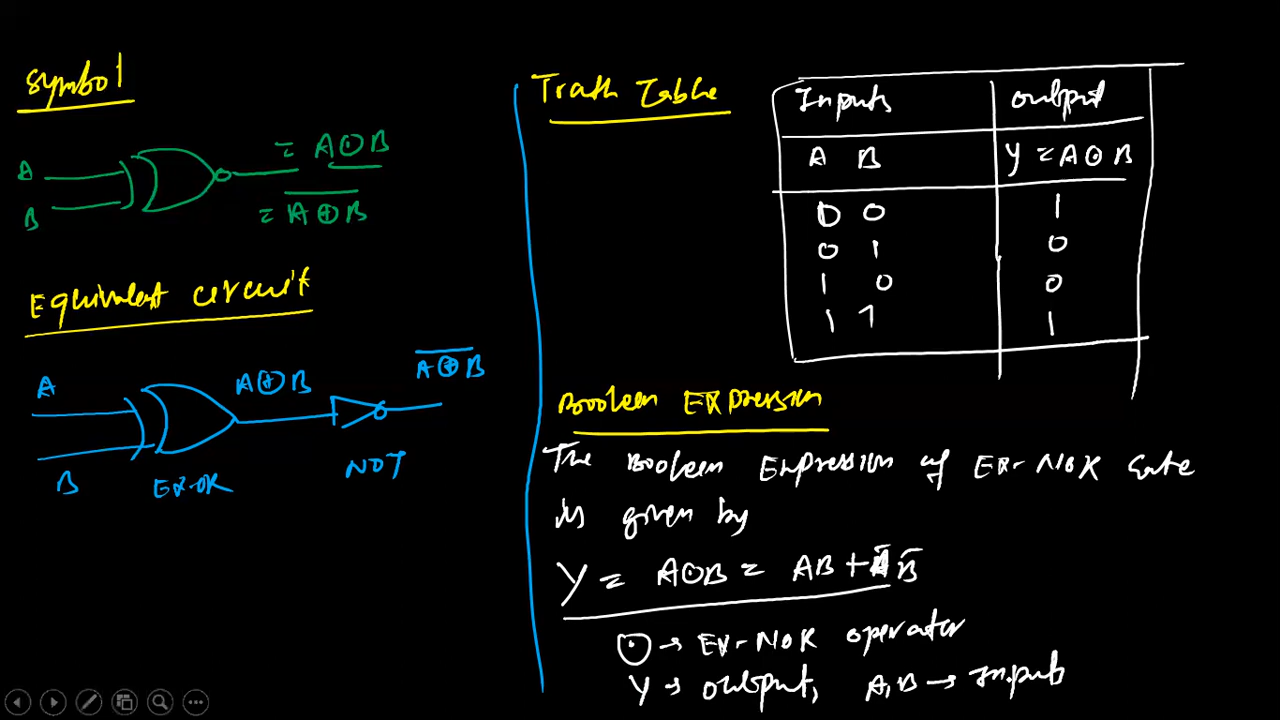 Symbol
A
B
= A⊙B
= A̅ ̅⊕̅ ̅B̅
Equivalent circuit
A
B
A⊕B
A̅ ̅⊕̅ ̅B̅
EX-OR
NOT
Truth Table
Inputs output
A B Y = A⊙B
0 0 1
0 1 0
1 0 0
1 1 1
Boolean Expression
The Boolean Expression of EX-NOR Gate
is given by
Y = A⊙B = AB + A̅ B̅
⊙ → EX-NOR operator
Y → output, A,B → Inputs